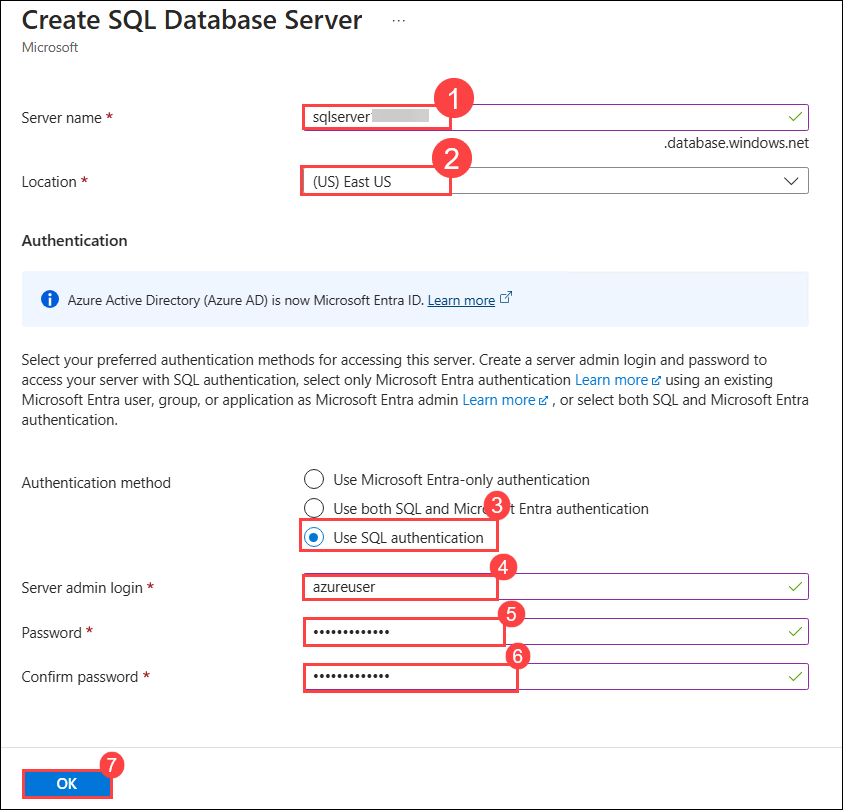 Create SQL Database Server ...
Microsoft
1
Server name * sqlserver
.database.windows.net
2
Location * (US) East US
Authentication
Azure Active Directory (Azure AD) is now Microsoft Entra ID. Learn more
Select your preferred authentication methods for accessing this server. Create a server admin login and password to
access your server with SQL authentication, select only Microsoft Entra authentication Learn more using an existing
Microsoft Entra user, group, or application as Microsoft Entra admin Learn more , or select both SQL and Microsoft Entra
authentication.
Authentication method
Use Microsoft Entra-only authentication
Use both SQL and Microsoft Entra authentication
3
Use SQL authentication
4
Server admin login * azureuser
5
Password * •••••••••••••
6
Confirm password * •••••••••••••
7
OK